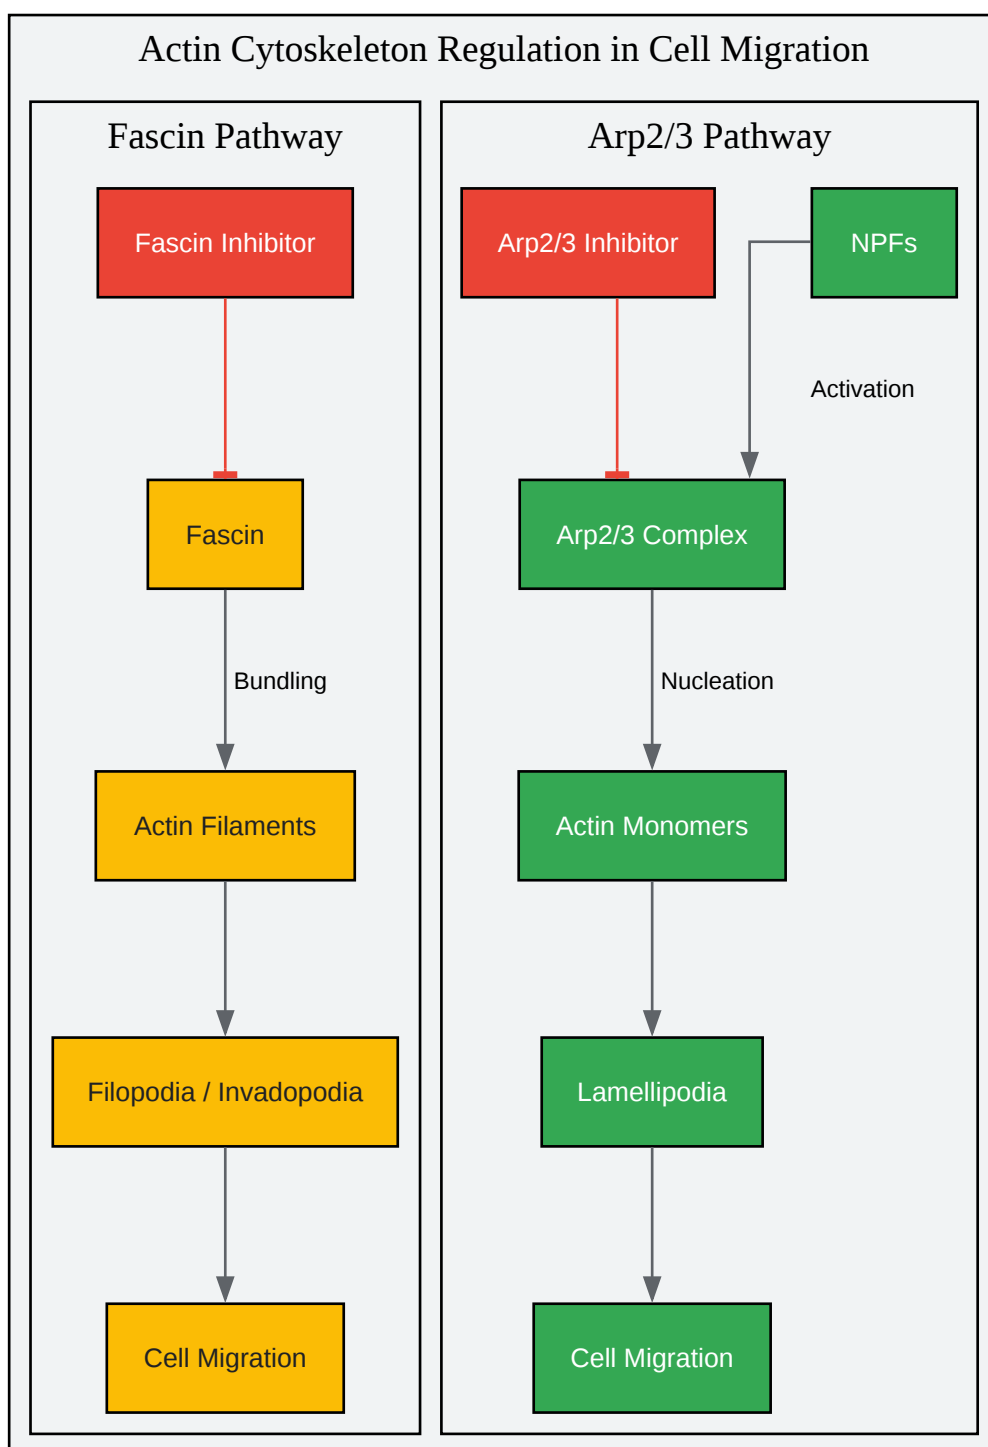 Actin Cytoskeleton Regulation in Cell Migration
Fascin Pathway
Fascin Inhibitor
Fascin
Bundling
Actin Filaments
Filopodia / Invadopodia
Cell Migration
Arp2/3 Pathway
Arp2/3 Inhibitor
NPFs
Activation
Arp2/3 Complex
Nucleation
Actin Monomers
Lamellipodia
Cell Migration